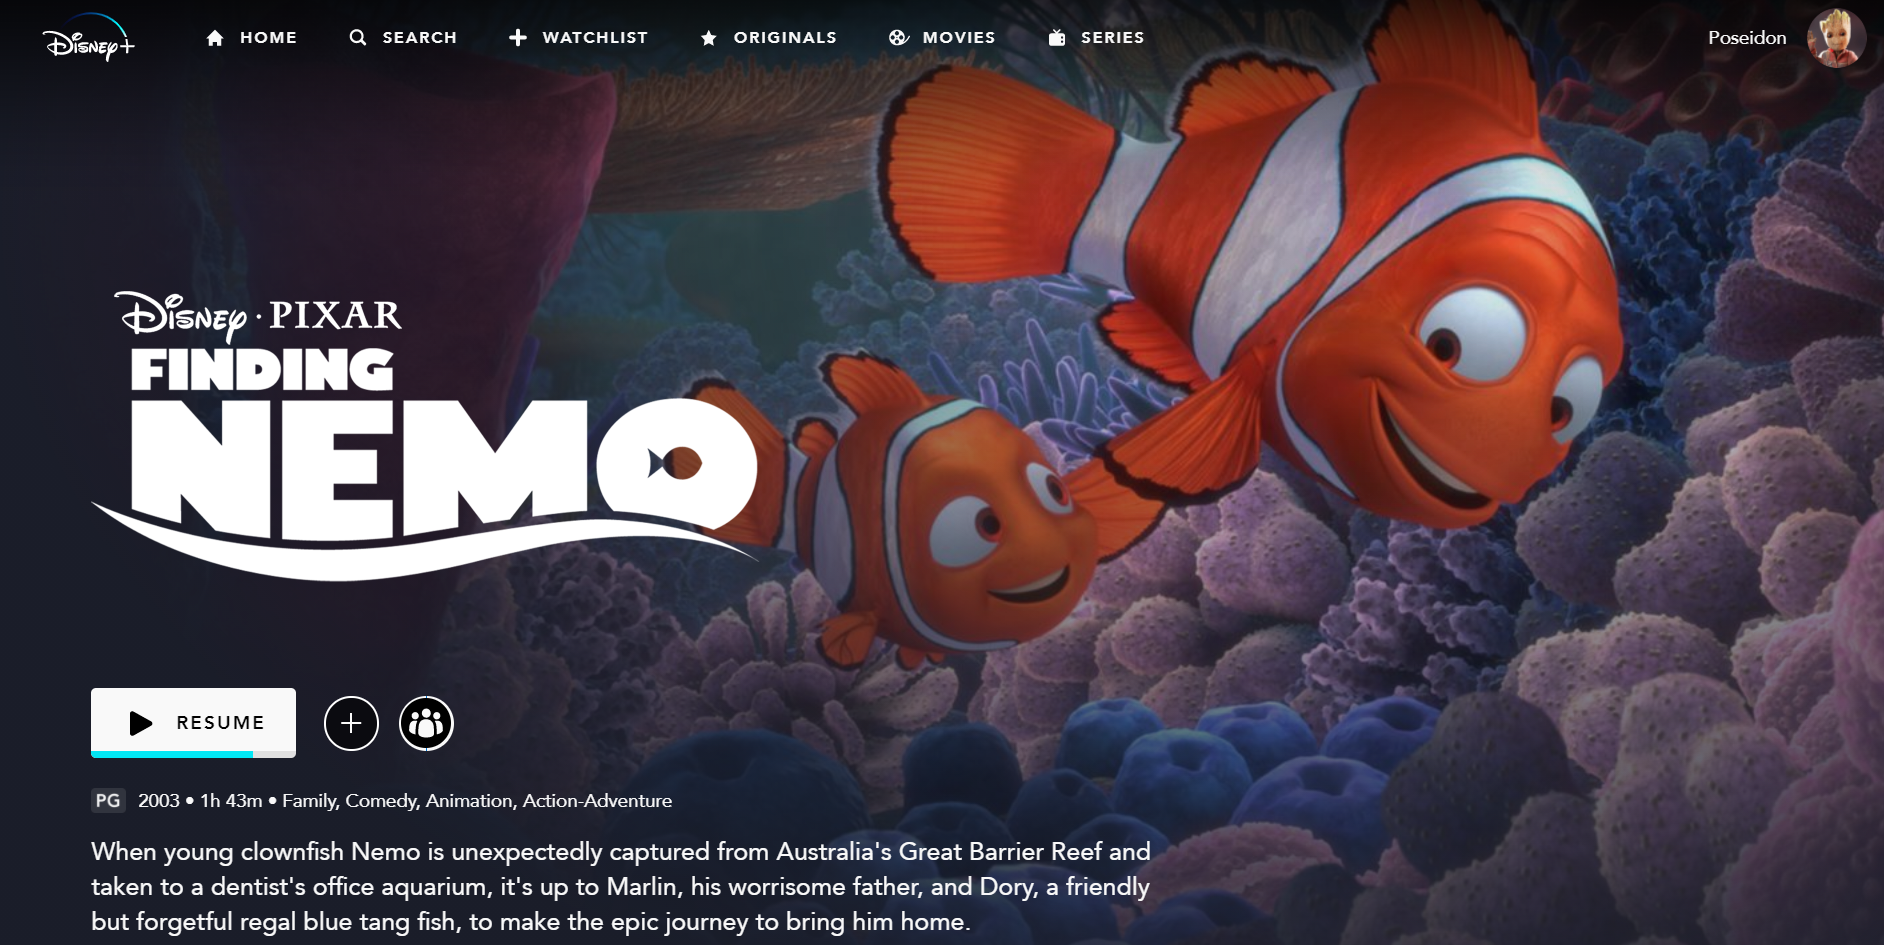 Disney+
HOME
SEARCH
WATCHLIST
ORIGINALS
MOVIES
SERIES
Poseidon
Disney · PIXAR
FINDING
NEMO
RESUME
PG 2003 • 1h 43m • Family, Comedy, Animation, Action-Adventure
When young clownfish Nemo is unexpectedly captured from Australia's Great Barrier Reef and
taken to a dentist's office aquarium, it's up to Marlin, his worrisome father, and Dory, a friendly
but forgetful regal blue tang fish, to make the epic journey to bring him home.